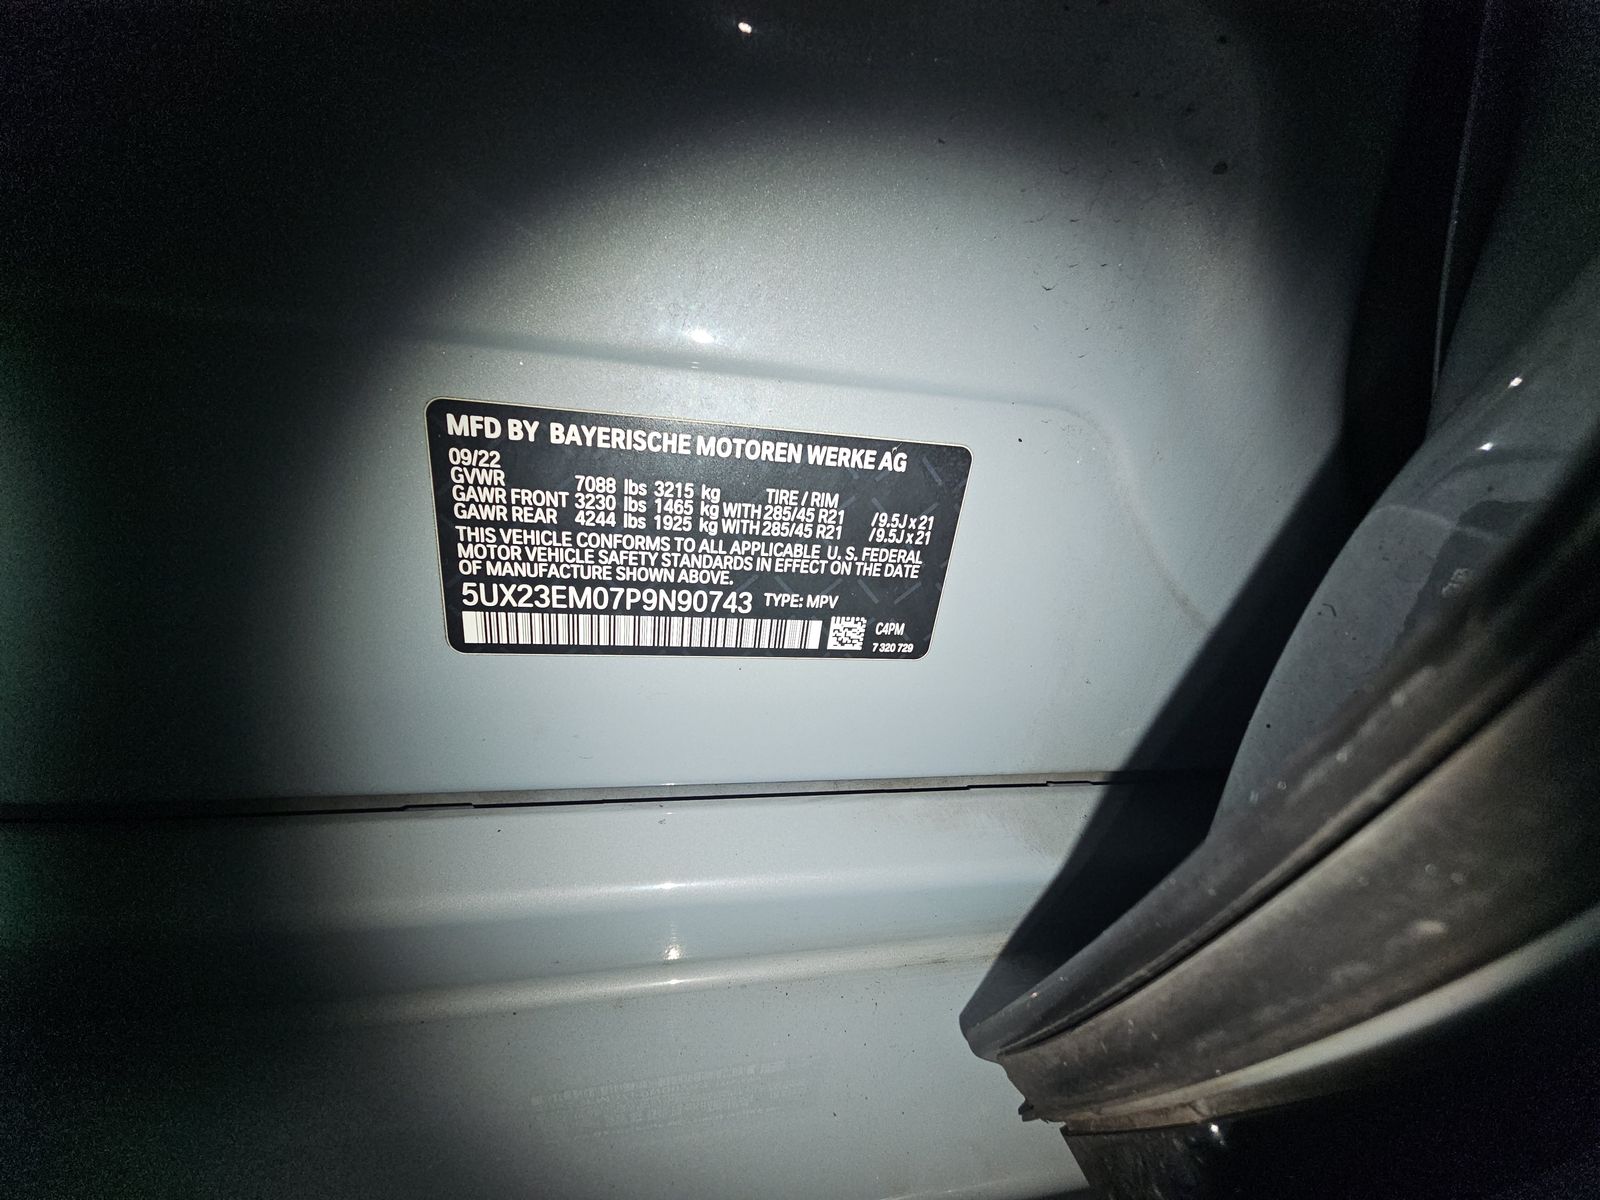 MFD BY BAYERISCHE MOTOREN WERKE AG
09/22
GVWR 7088 lbs 3215 kg TIRE / RIM
GAWR FRONT 3230 lbs 1465 kg WITH 285/45 R21 /9.5J x 21
GAWR REAR 4244 lbs 1925 kg WITH 285/45 R21 /9.5J x 21
THIS VEHICLE CONFORMS TO ALL APPLICABLE U. S. FEDERAL
MOTOR VEHICLE SAFETY STANDARDS IN EFFECT ON THE DATE
OF MANUFACTURE SHOWN ABOVE.
5UX23EM07P9N90743 TYPE: MPV
C4PM
7 320 729